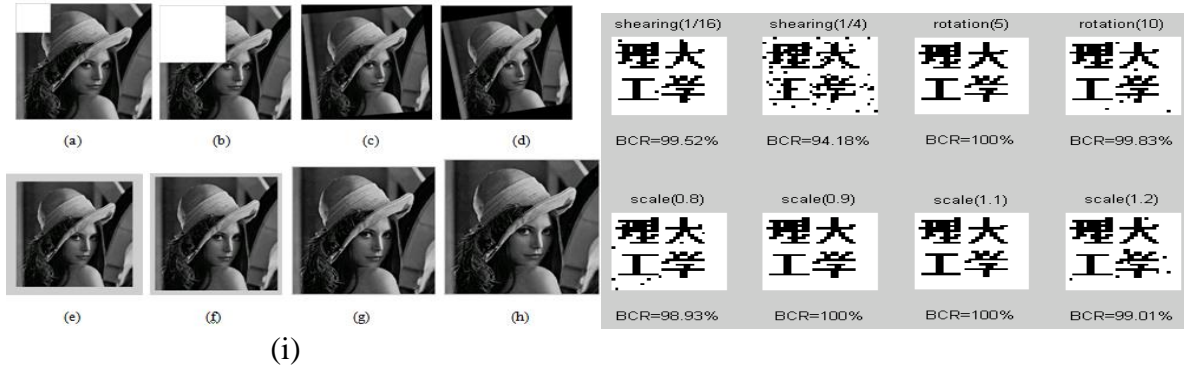 (a) (b) (c) (d)
(e) (f) (g) (h)
(i)
shearing(1/16) shearing(1/4) rotation(5) rotation(10)
理大 理大 理大 理大
工学 工学 工学 工学
BCR=99.52% BCR=94.18% BCR=100% BCR=99.83%
scale(0.8) scale(0.9) scale(1.1) scale(1.2)
理大 理大 理大 理大
工学 工学 工学 工学
BCR=98.93% BCR=100% BCR=100% BCR=99.01%